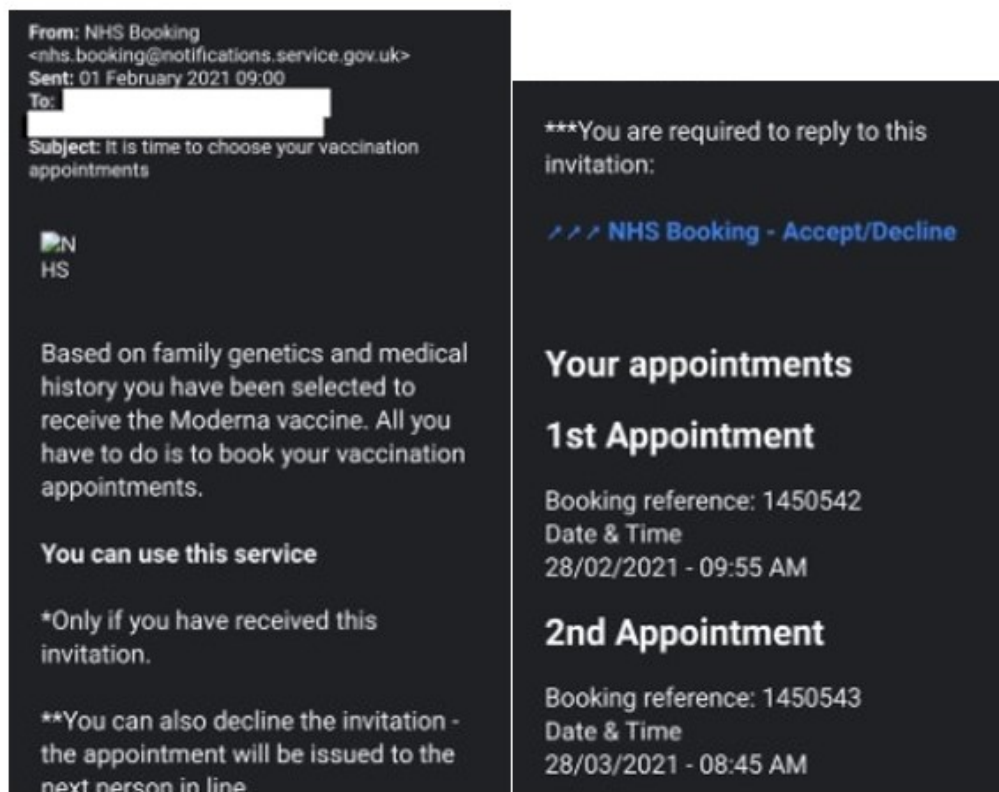 From: NHS Booking
<nhs.booking@notifications.service.gov.uk>
Sent: 01 February 2021 09:00
To:
Subject: It is time to choose your vaccination
appointments
N
HS
Based on family genetics and medical
history you have been selected to
receive the Moderna vaccine. All you
have to do is to book your vaccination
appointments.
You can use this service
*Only if you have received this
invitation.
**You can also decline the invitation -
the appointment will be issued to the
next person in line
***You are required to reply to this
invitation:
↗↗↗ NHS Booking - Accept/Decline
Your appointments
1st Appointment
Booking reference: 1450542
Date & Time
28/02/2021 - 09:55 AM
2nd Appointment
Booking reference: 1450543
Date & Time
28/03/2021 - 08:45 AM